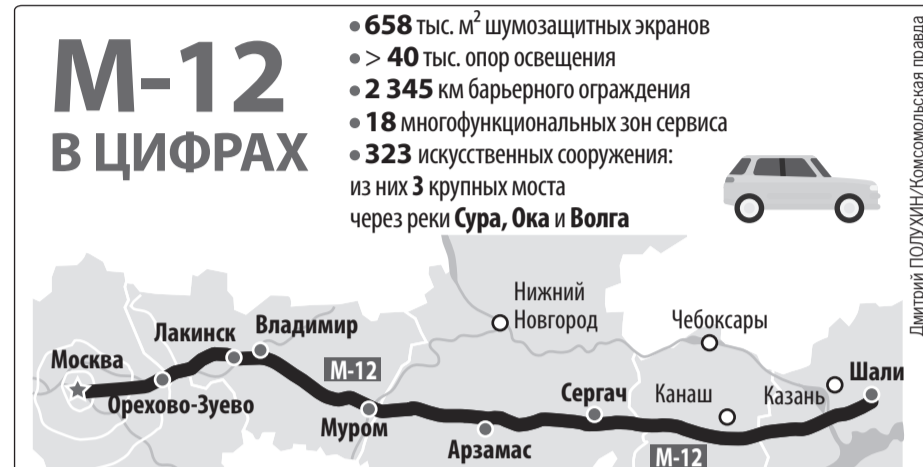 М-12
В ЦИФРАХ
• 658 тыс. м² шумозащитных экранов
• > 40 тыс. опор освещения
• 2 345 км барьерного ограждения
• 18 многофункциональных зон сервиса
• 323 искусственных сооружения:
из них 3 крупных моста
через реки Сура, Ока и Волга
Дмитрий ПОЛУХИН/Комсомольская правда
Москва
Орехово-Зуево
Лакинск
Владимир
М-12
Муром
Нижний
Новгород
Арзамас
Сергач
Чебоксары
Канаш
М-12
Казань
Шали